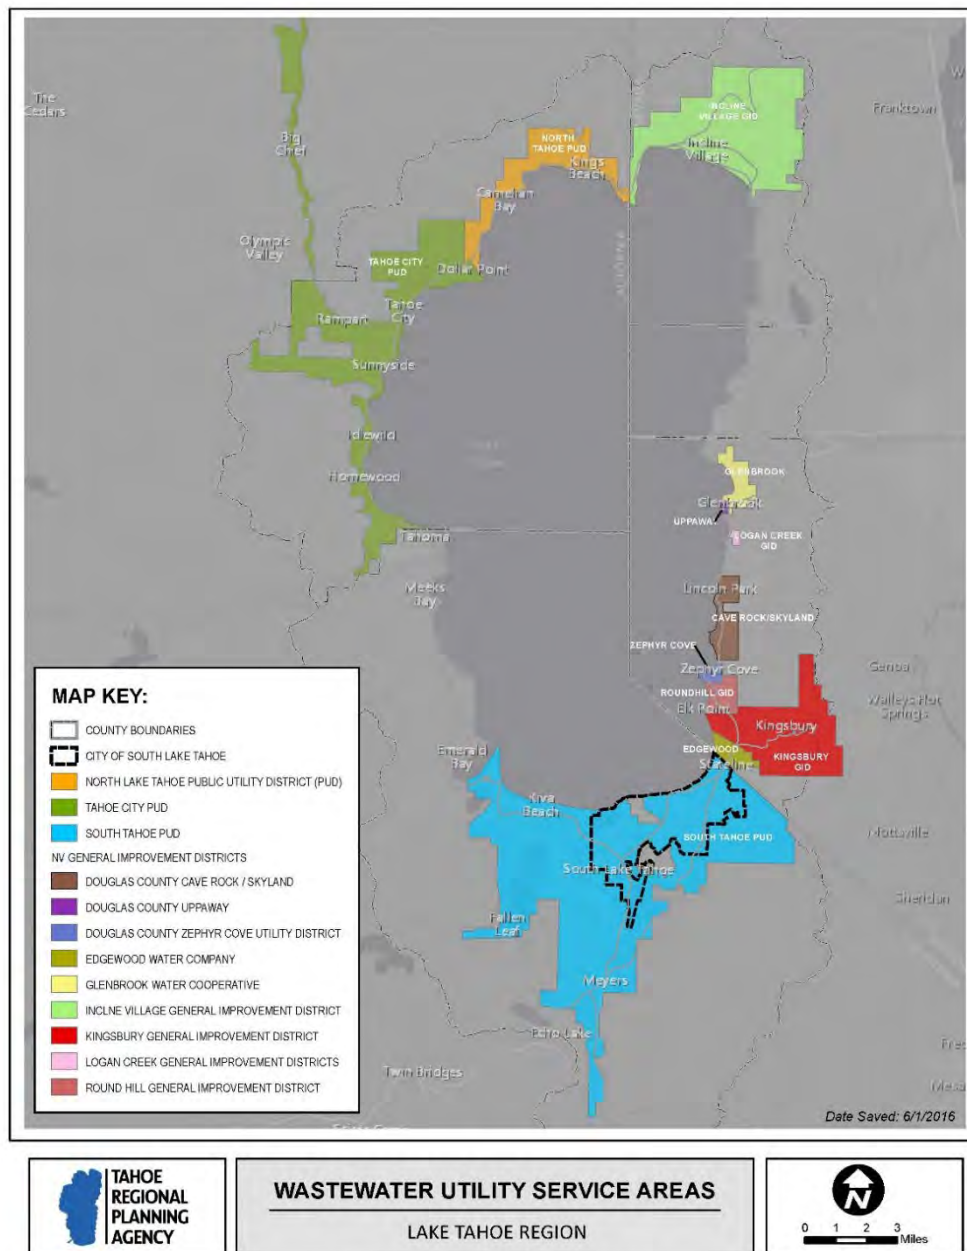 The
Cedars
Big
Chief
Franktown
INCLINE
VILLAGE GID
Incline
Village
NORTH
TAHOE PUD
Kings
Beach
Carnelian
Bay
Olympic
Valley
TAHOE CITY
PUD
Dollar Point
Tahoe
City
Rampart
Sunnyside
Idlewild
Homewood
GLENBROOK
Glenbrook
UPPAWAY
LOGAN CREEK
GID
Tahoma
Meeks
Bay
Lincoln Park
CAVE ROCK/SKYLAND
ZEPHYR COVE
Zephyr Cove
Genoa
ROUNDHILL GID
Elk Point
Walleys Hot
Springs
Kingsbury
EDGEWOOD
KINGSBURY
GID
Stateline
Emerald
Bay
Kiva
Beach
SOUTH TAHOE PUD
Mottsville
South Lake Tahoe
Sheridan
Fallen
Leaf
Meyers
Echo Lake
Twin Bridges
MAP KEY:
COUNTY BOUNDARIES
CITY OF SOUTH LAKE TAHOE
NORTH LAKE TAHOE PUBLIC UTILITY DISTRICT (PUD)
TAHOE CITY PUD
SOUTH TAHOE PUD
NV GENERAL IMPROVEMENT DISTRICTS
DOUGLAS COUNTY CAVE ROCK / SKYLAND
DOUGLAS COUNTY UPPAWAY
DOUGLAS COUNTY ZEPHYR COVE UTILITY DISTRICT
EDGEWOOD WATER COMPANY
GLENBROOK WATER COOPERATIVE
INCLNE VILLAGE GENERAL IMPROVEMENT DISTRICT
KINGSBURY GENERAL IMPROVEMENT DISTRICT
LOGAN CREEK GENERAL IMPROVEMENT DISTRICTS
ROUND HILL GENERAL IMPROVEMENT DISTRICT
Date Saved: 6/1/2016
TAHOE
REGIONAL
PLANNING
AGENCY
WASTEWATER UTILITY SERVICE AREAS
LAKE TAHOE REGION
N
0 1 2 3
Miles